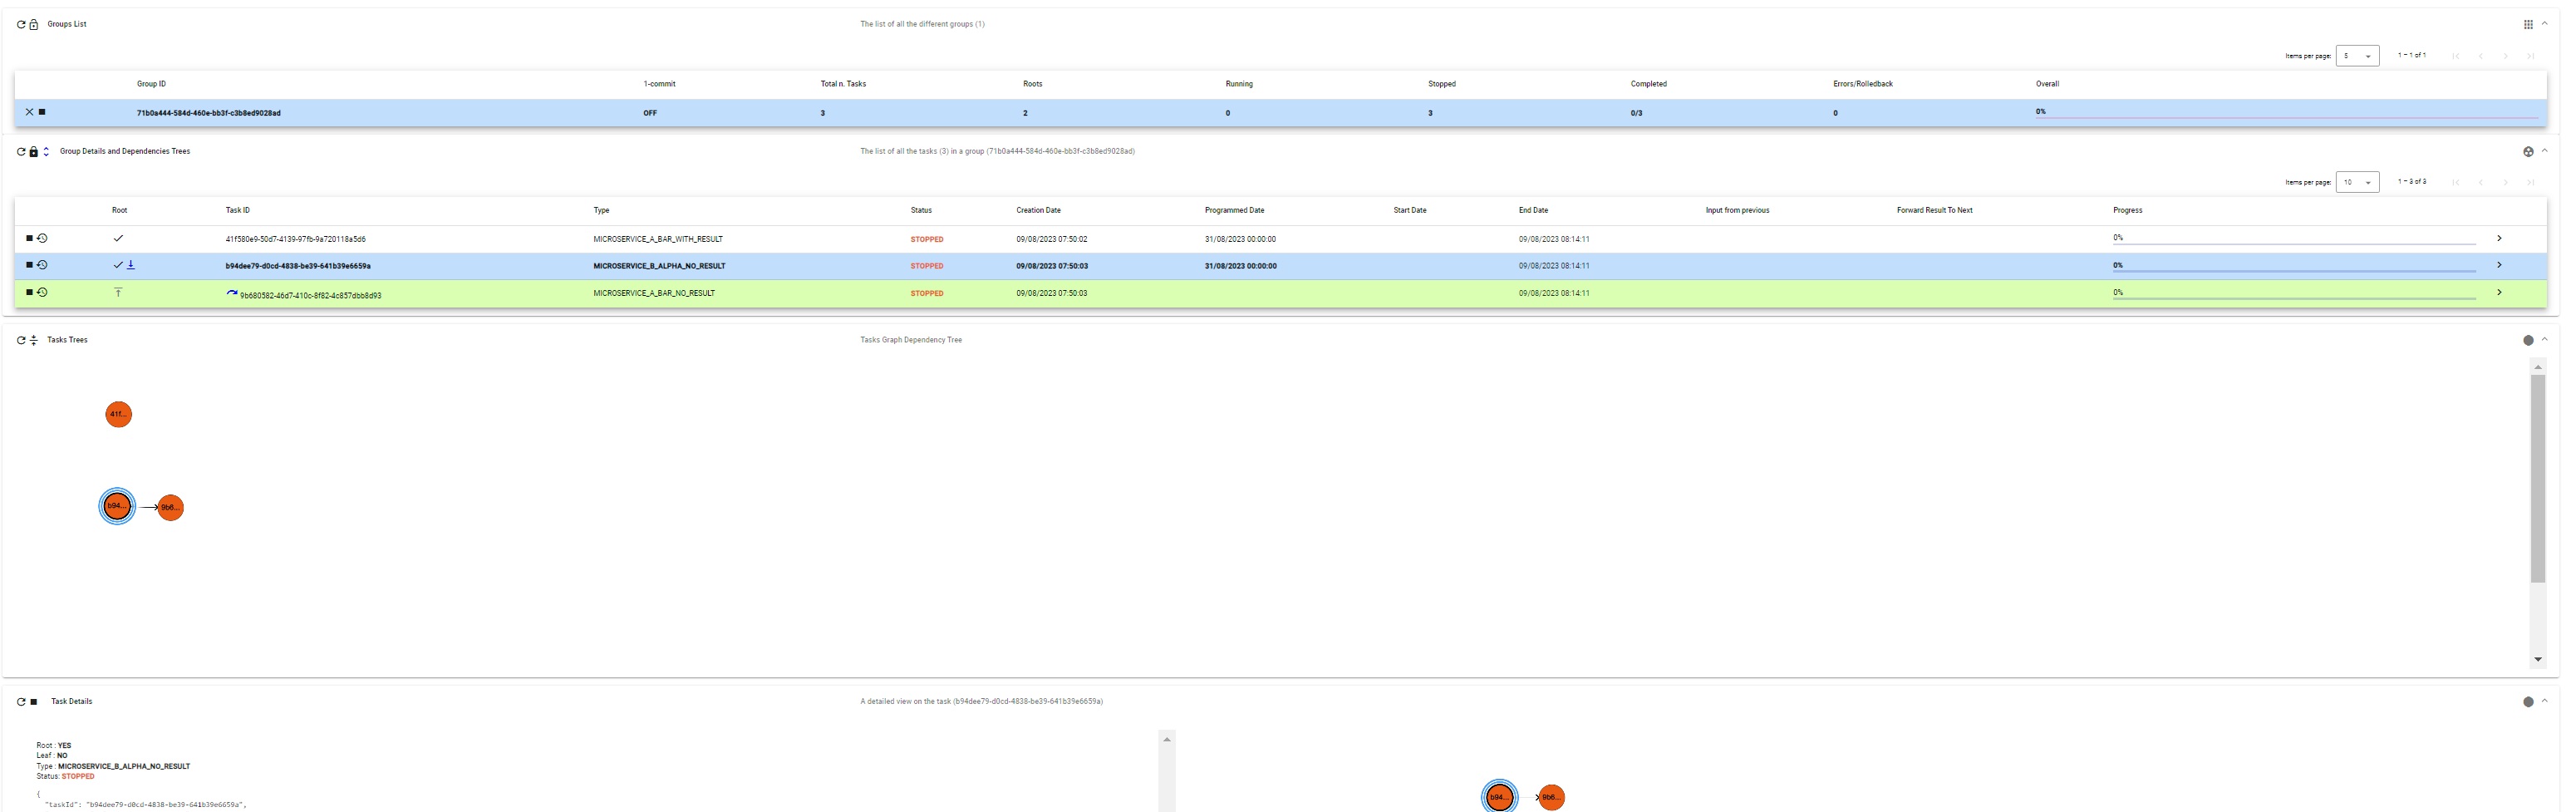 Groups List The list of all the different groups (1)
Items per page: 5 1 – 1 of 1
Group ID 1-commit Total n. Tasks Roots Running Stopped Completed Errors/Rolledback Overall
71b0a444-584d-460e-bb3f-c3b8ed9028ad OFF 3 2 0 3 0/3 0 0%
Group Details and Dependencies Trees The list of all the tasks (3) in a group (71b0a444-584d-460e-bb3f-c3b8ed9028ad)
Items per page: 10 1 – 3 of 3
Root Task ID Type Status Creation Date Programmed Date Start Date End Date Input from previous Forward Result To Next Progress
41f580e9-50d7-4139-97fb-9a720118a5d6 MICROSERVICE_A_BAR_WITH_RESULT STOPPED 09/08/2023 07:50:02 31/08/2023 00:00:00 09/08/2023 08:14:11 0%
b94dee79-d0cd-4838-be39-641b39e6659a MICROSERVICE_B_ALPHA_NO_RESULT STOPPED 09/08/2023 07:50:03 31/08/2023 00:00:00 09/08/2023 08:14:11 0%
9b680582-46d7-410c-8f82-4c857dbb8d93 MICROSERVICE_A_BAR_NO_RESULT STOPPED 09/08/2023 07:50:03 09/08/2023 08:14:11 0%
Tasks Trees Tasks Graph Dependency Tree
41f...
b94... 9b6...
Task Details A detailed view on the task (b94dee79-d0cd-4838-be39-641b39e6659a)
Root : YES
Leaf : NO
Type : MICROSERVICE_B_ALPHA_NO_RESULT
Status: STOPPED
{
"taskId": "b94dee79-d0cd-4838-be39-641b39e6659a",
b94... 9b6...